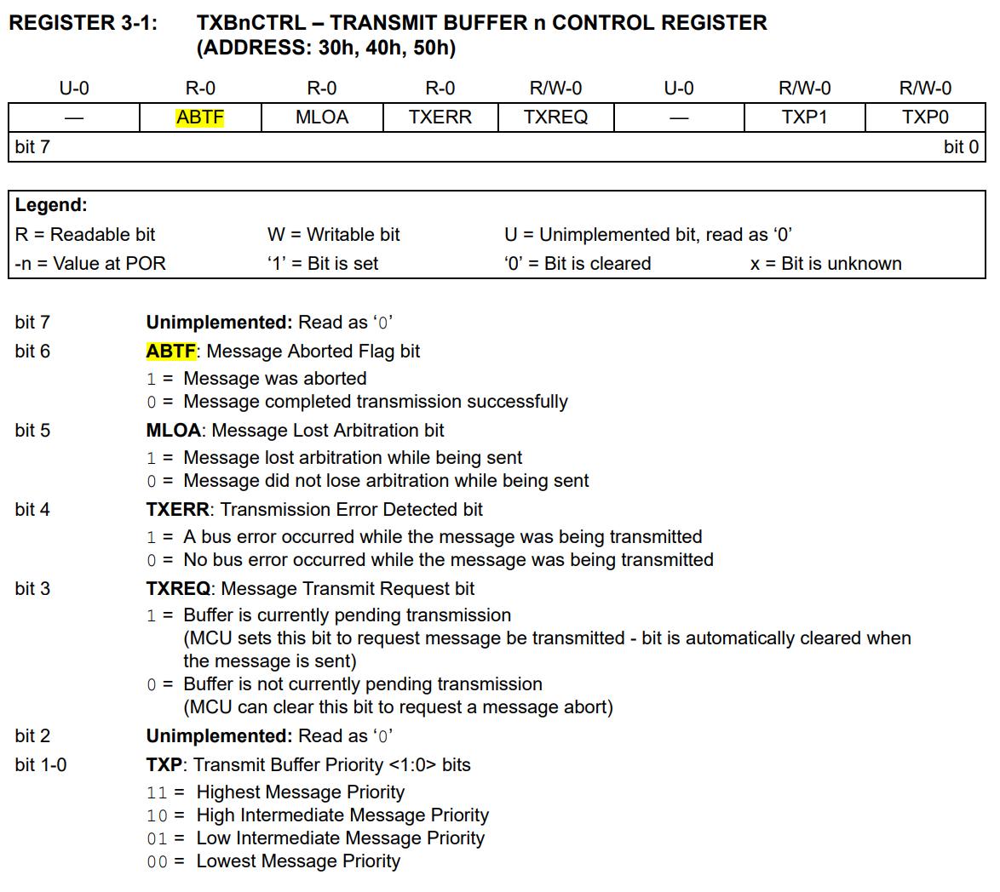 REGISTER 3-1: TXBnCTRL – TRANSMIT BUFFER n CONTROL REGISTER
(ADDRESS: 30h, 40h, 50h)
U-0 R-0 R-0 R-0 R/W-0 U-0 R/W-0 R/W-0
— ABTF MLOA TXERR TXREQ — TXP1 TXP0
bit 7 bit 0
Legend:
R = Readable bit W = Writable bit U = Unimplemented bit, read as ‘0’
-n = Value at POR ‘1’ = Bit is set ‘0’ = Bit is cleared x = Bit is unknown
bit 7 Unimplemented: Read as ‘0’
bit 6 ABTF: Message Aborted Flag bit
1 = Message was aborted
0 = Message completed transmission successfully
bit 5 MLOA: Message Lost Arbitration bit
1 = Message lost arbitration while being sent
0 = Message did not lose arbitration while being sent
bit 4 TXERR: Transmission Error Detected bit
1 = A bus error occurred while the message was being transmitted
0 = No bus error occurred while the message was being transmitted
bit 3 TXREQ: Message Transmit Request bit
1 = Buffer is currently pending transmission
(MCU sets this bit to request message be transmitted - bit is automatically cleared when
the message is sent)
0 = Buffer is not currently pending transmission
(MCU can clear this bit to request a message abort)
bit 2 Unimplemented: Read as ‘0’
bit 1-0 TXP: Transmit Buffer Priority <1:0> bits
11 = Highest Message Priority
10 = High Intermediate Message Priority
01 = Low Intermediate Message Priority
00 = Lowest Message Priority